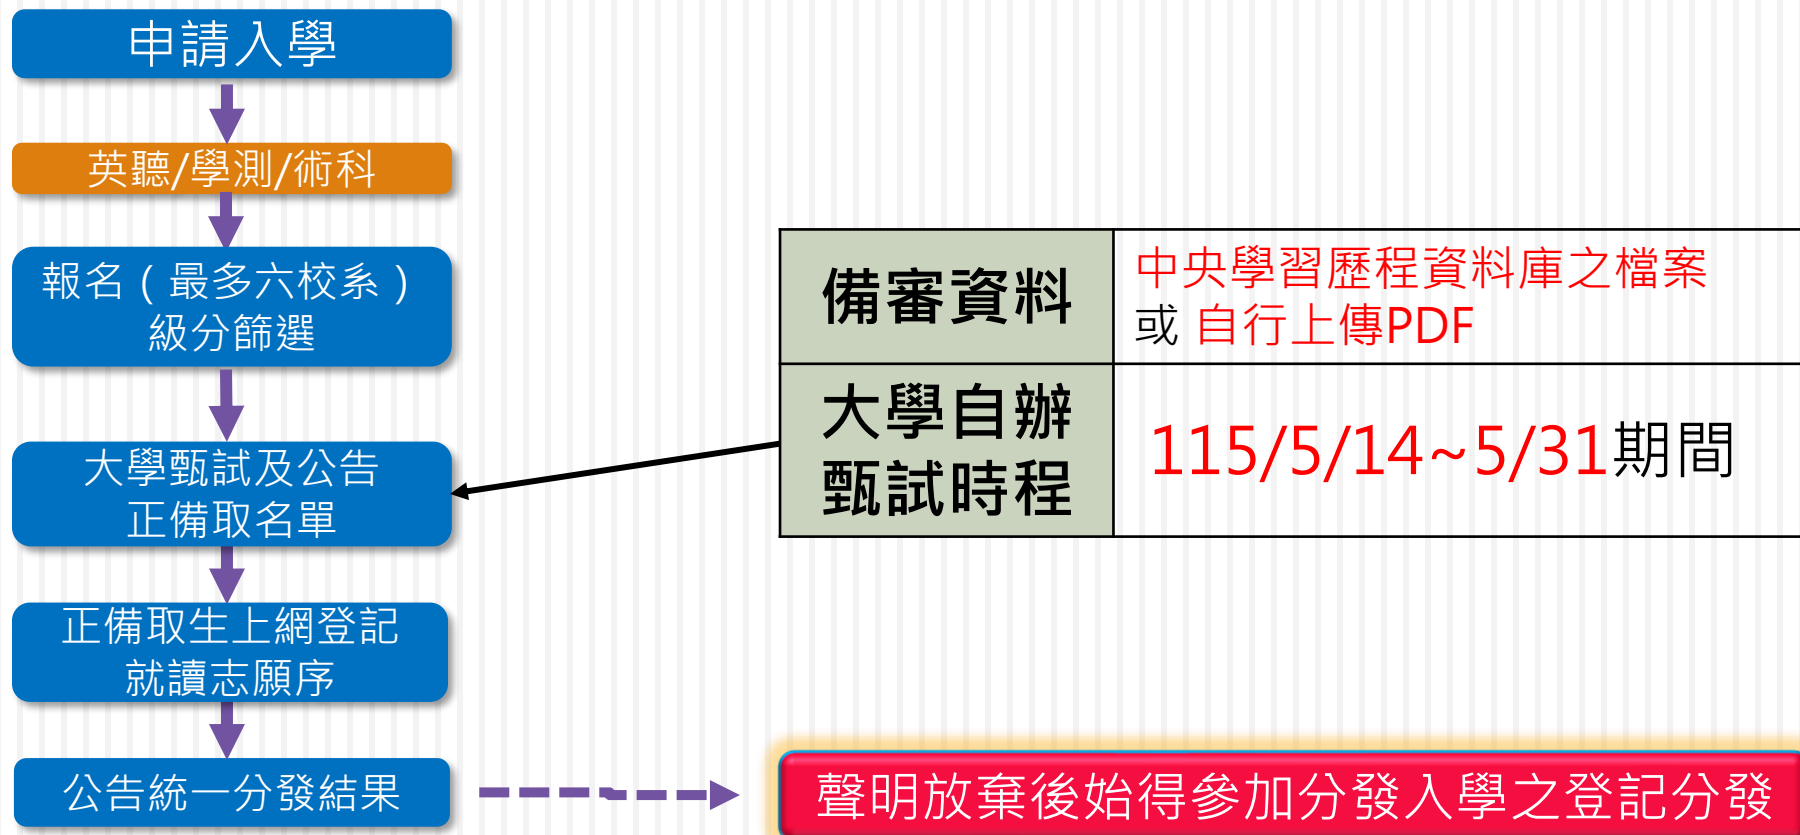 申請入學
英聽/學測/術科
報名(最多六校系)
級分篩選
大學甄試及公告
正備取名單
正備取生上網登記
就讀志願序
公告統一分發結果
備審資料
中央學習歷程資料庫之檔案
或 自行上傳PDF
大學自辦
甄試時程
115/5/14~5/31期間
聲明放棄後始得參加分發入學之登記分發